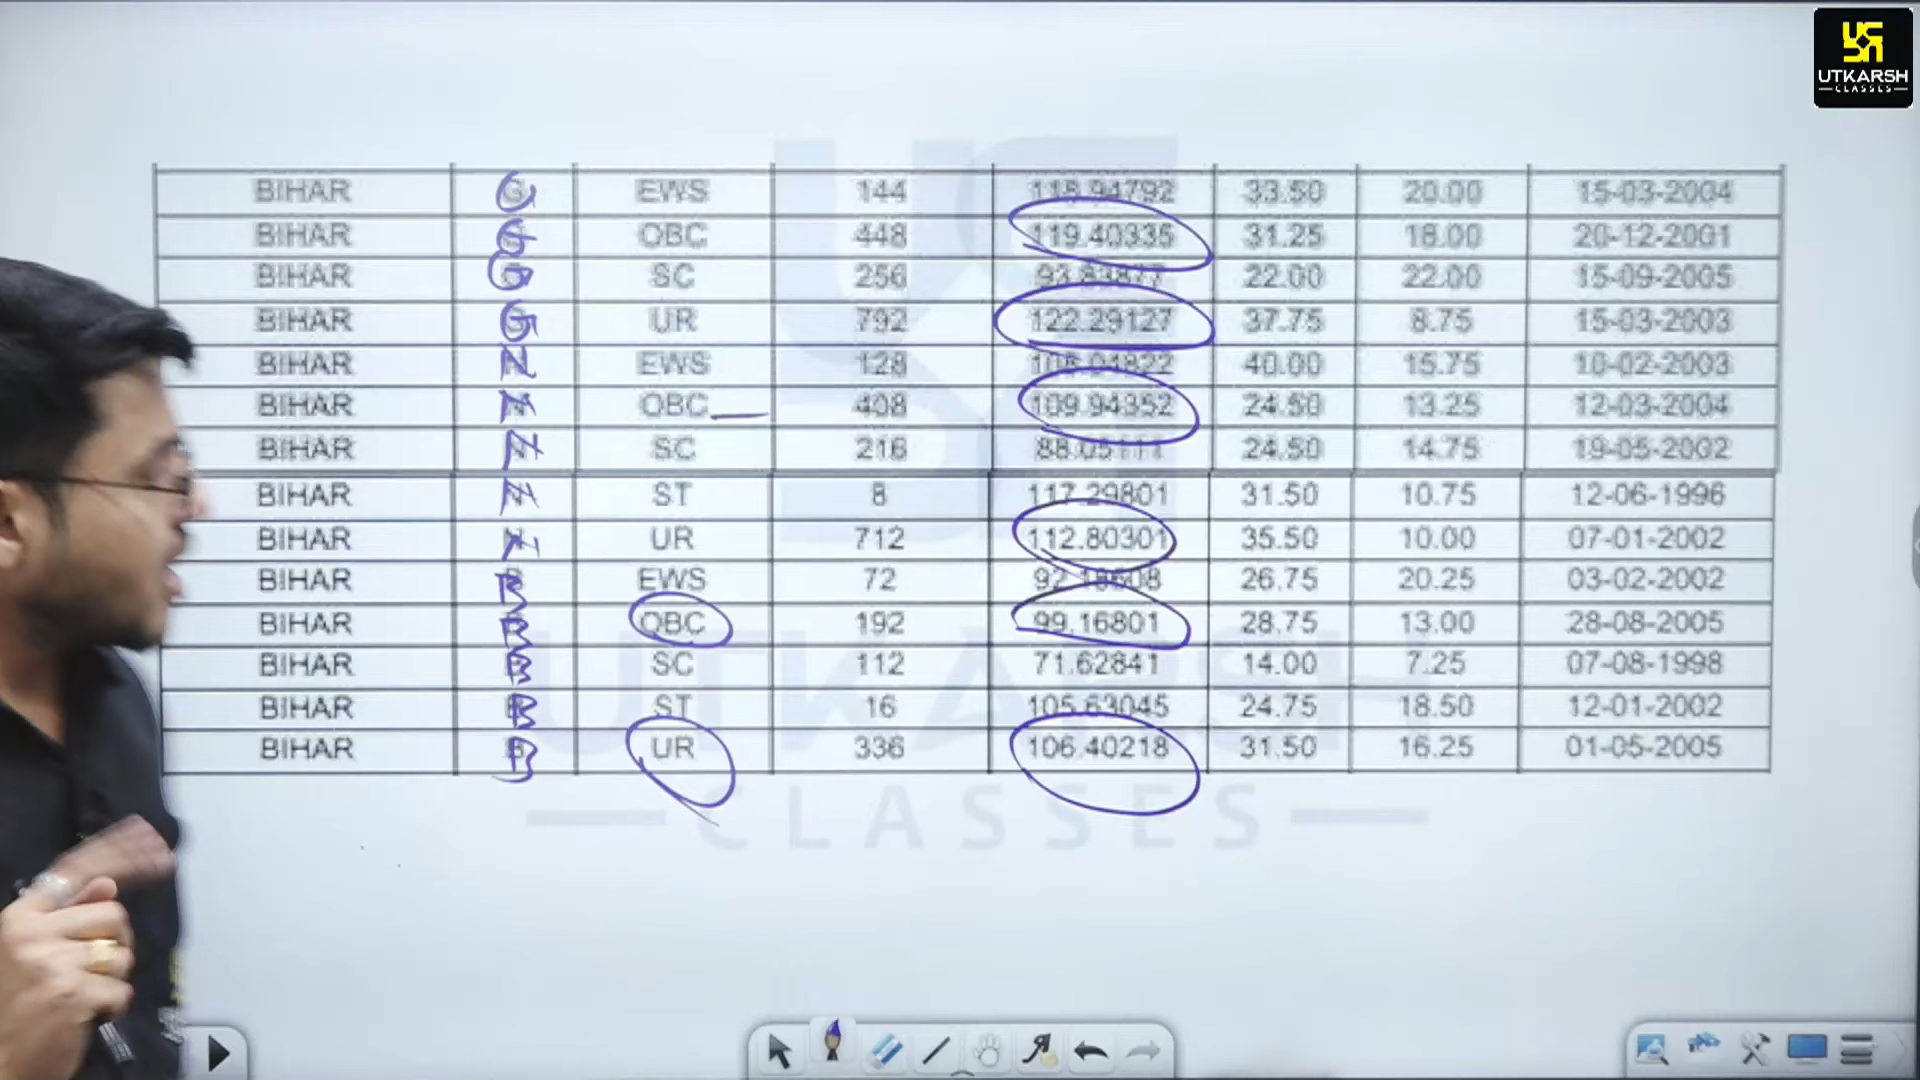 UTKARSH
CLASSES
BIHAR G EWS 144 118.94792 33.50 20.00 15-03-2004
BIHAR G OBC 448 119.40335 31.25 18.00 20-12-2001
BIHAR G SC 256 93.83877 22.00 22.00 15-09-2005
BIHAR G UR 792 122.29127 37.75 8.75 15-03-2003
BIHAR N EWS 128 40.00 15.75 10-02-2003
BIHAR N OBC 408 109.94352 24.50 13.25 12-03-2004
BIHAR N SC 216 88.05111 24.50 14.75 19-05-2002
BIHAR N ST 8 117.29801 31.50 10.75 12-06-1996
BIHAR N UR 712 112.80301 35.50 10.00 07-01-2002
BIHAR B EWS 72 26.75 20.25 03-02-2002
BIHAR B OBC 192 99.16801 28.75 13.00 28-08-2005
BIHAR B SC 112 71.62841 14.00 7.25 07-08-1998
BIHAR B ST 16 105.63045 24.75 18.50 12-01-2002
BIHAR B UR 336 106.40218 31.50 16.25 01-05-2005
UTKARSH
CLASSES